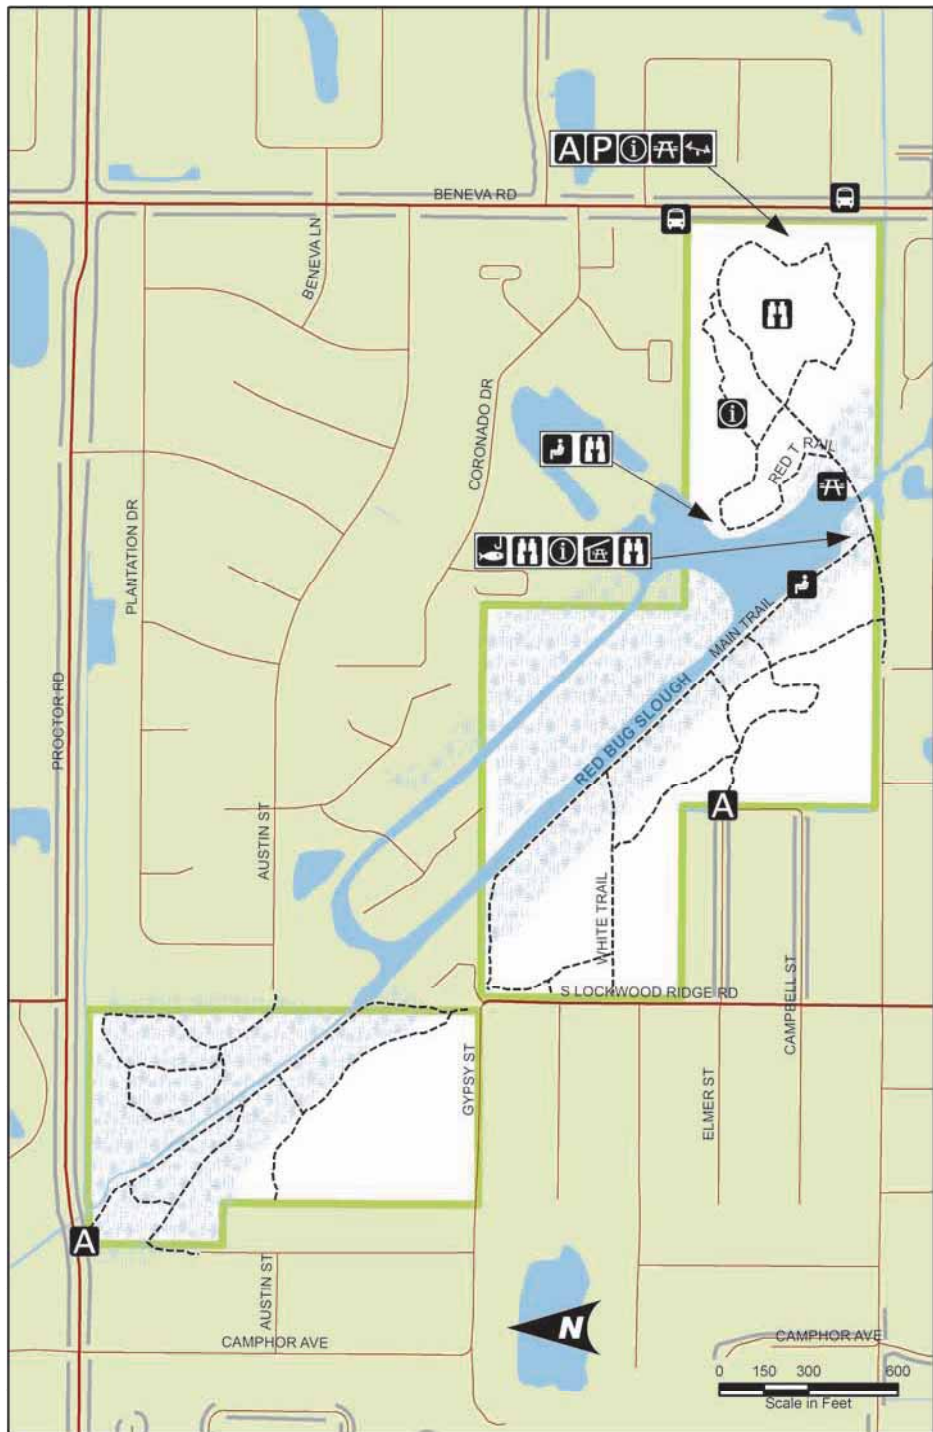 A P i
BENEVA RD
BENEVA LN
i
CORONADO DR
RED TRAIL
PLANTATION DR
i
MAIN TRAIL
PROCTOR RD
RED BUG SLOUGH
A
AUSTIN ST
WHITE TRAIL
S LOCKWOOD RIDGE RD
CAMPBELL ST
GYPSY ST
ELMER ST
A
AUSTIN ST
N
CAMPHOR AVE
CAMPHOR AVE
0 150 300 600
Scale in Feet